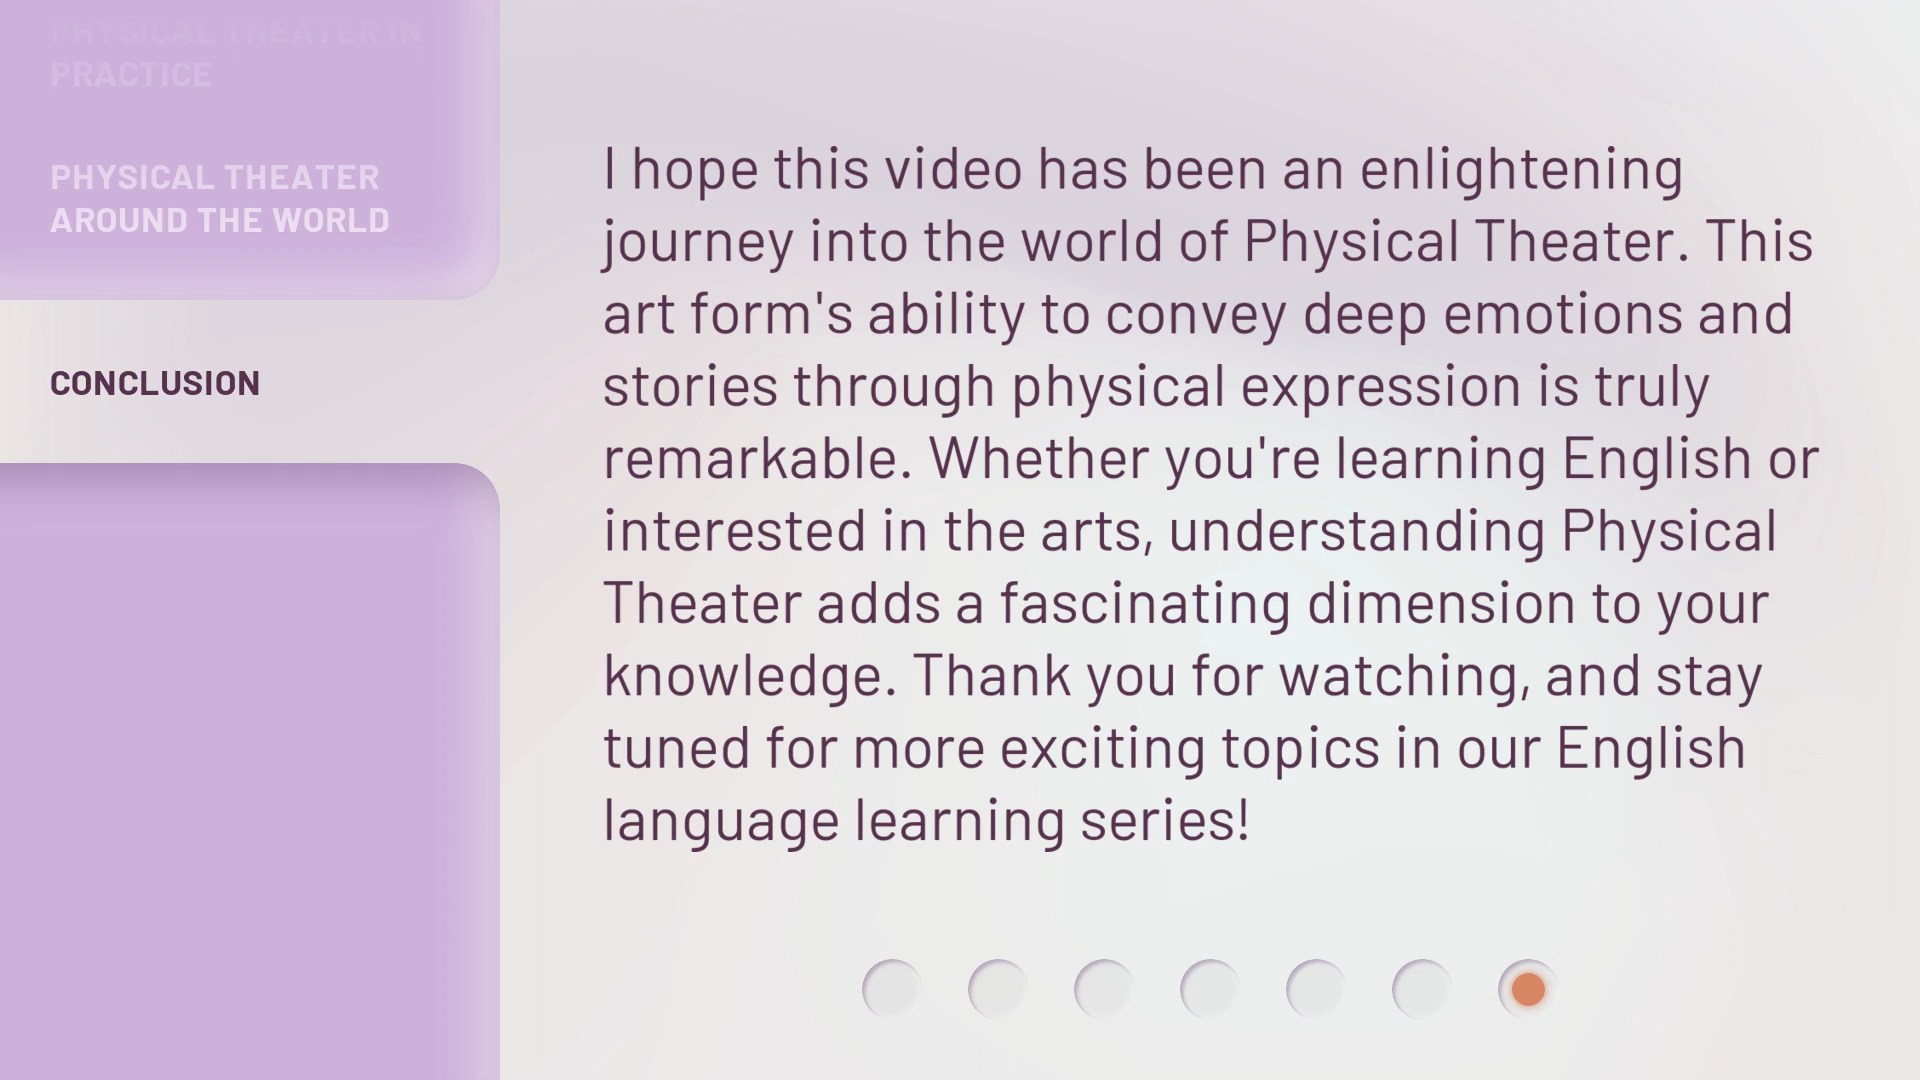 PHYSICAL THEATER IN
PRACTICE
PHYSICAL THEATER
AROUND THE WORLD
CONCLUSION
I hope this video has been an enlightening
journey into the world of Physical Theater. This
art form's ability to convey deep emotions and
stories through physical expression is truly
remarkable. Whether you're learning English or
interested in the arts, understanding Physical
Theater adds a fascinating dimension to your
knowledge. Thank you for watching, and stay
tuned for more exciting topics in our English
language learning series!